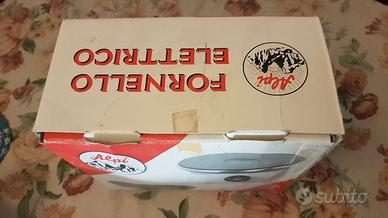 FORNELLO
ELETTRICO
Alpi
Alpi
subito